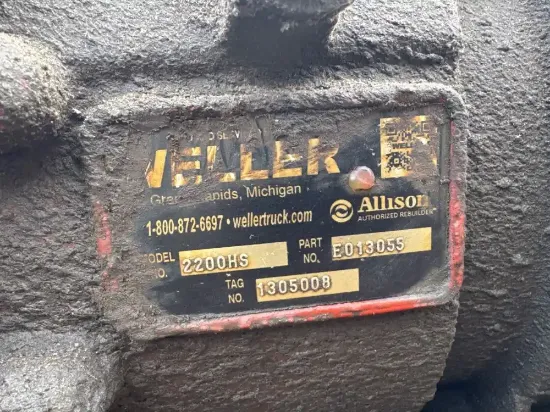 WELLER
Grand Rapids, Michigan
1-800-872-6697 • wellertruck.com
Allison
AUTHORIZED REBUILDER
MODEL NO. 2200HS
PART NO. E013055
TAG NO. 1305008